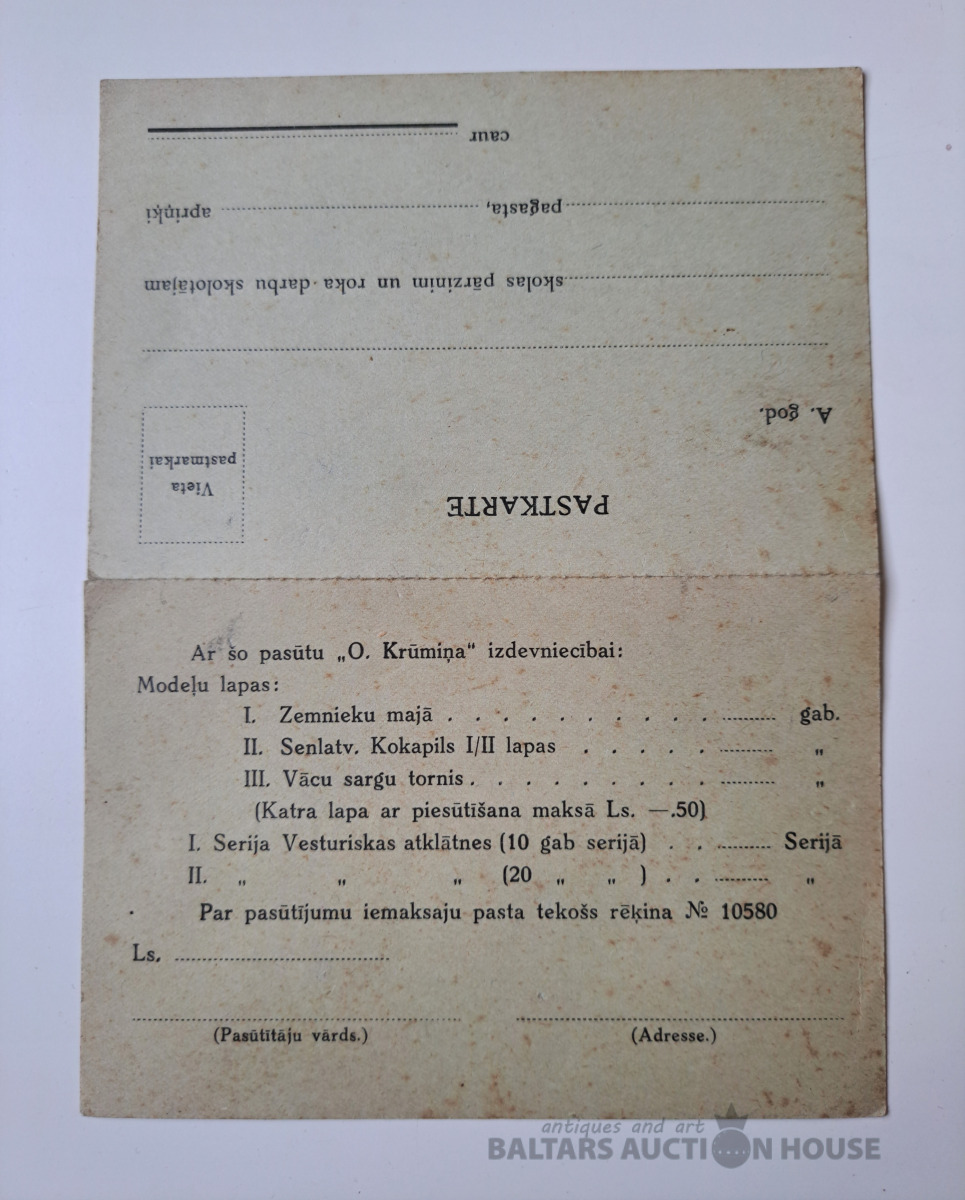 PASTKARTE
Vieta
pastmarkai
A. god.
skolas pārzinim un roka darbu skolotājam
pagasta, apriņķi
caur
Ar šo pasūtu „O. Krūmiņa“ izdevniecībai:
Modeļu lapas:
I. Zemnieku majā . . . . . . . . . . .......... gab.
II. Senlatv. Kokapils I/II lapas . . . . . .......... „
III. Vācu sargu tornis . . . . . . . . . .......... „
(Katra lapa ar piesūtīšana maksā Ls. —.50)
I. Serija Vesturiskas atklātnes (10 gab serijā) . . .......... Serijā
II. „ „ „ (20 „ „ ) . . .......... „
Par pasūtījumu iemaksaju pasta tekošs rēķina № 10580
Ls. ........................................
(Pasūtītāju vārds.) (Adresse.)
antiques and art
BALTARS AUCTION HOUSE